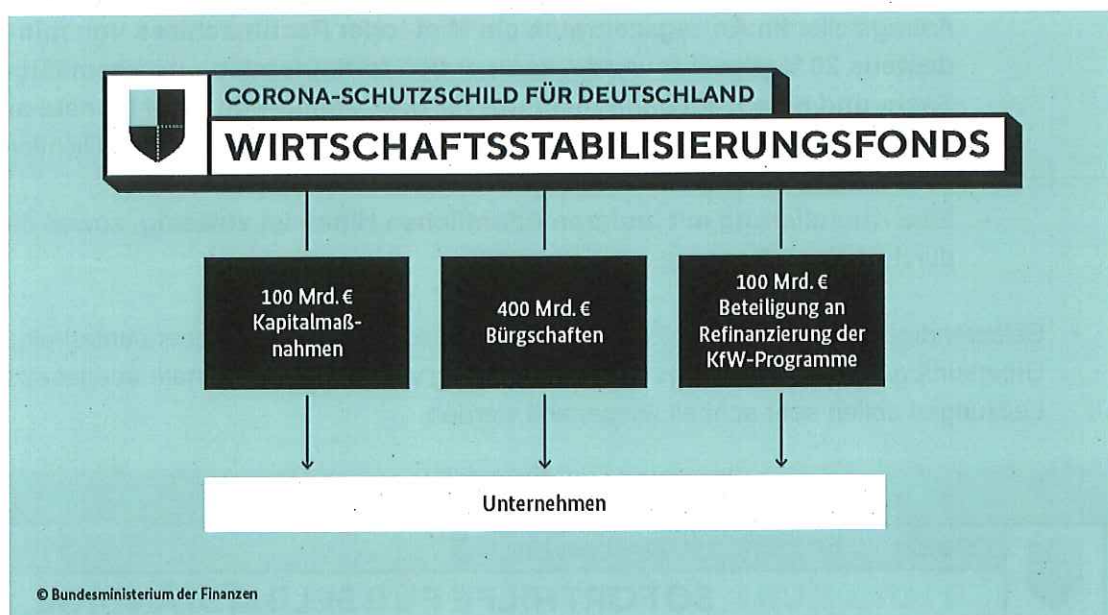 CORONA-SCHUTZSCHILD FÜR DEUTSCHLAND
WIRTSCHAFTSSTABILISIERUNGSFONDS
100 Mrd. €
Kapitalmaß-
nahmen
400 Mrd. €
Bürgschaften
100 Mrd. €
Beteiligung an
Refinanzierung der
KfW-Programme
Unternehmen
© Bundesministerium der Finanzen